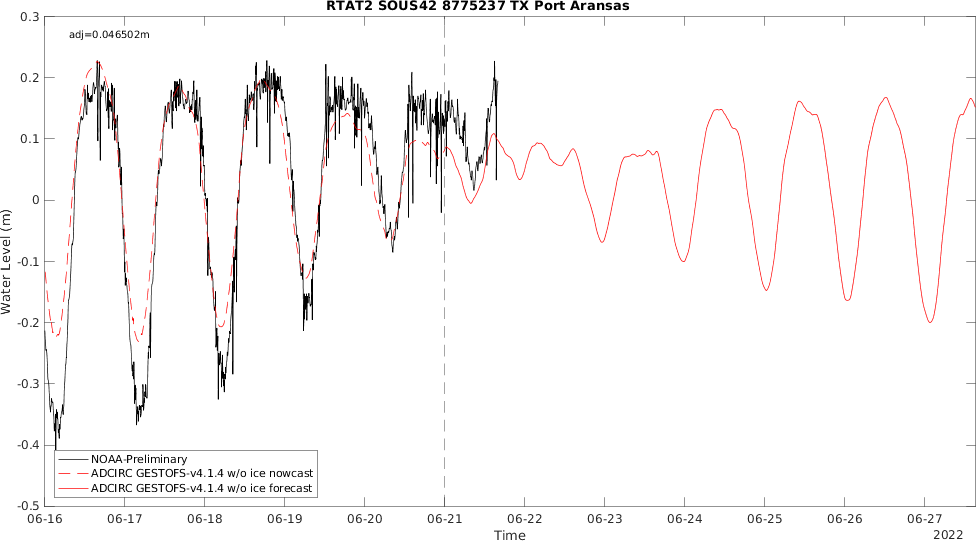 RTAT2 SOUS42 8775237 TX Port Aransas
adj=0.046502m
0.3
0.2
0.1
0
-0.1
-0.2
-0.3
-0.4
-0.5
Water Level (m)
NOAA-Preliminary
ADCIRC GESTOFS-v4.1.4 w/o ice nowcast
ADCIRC GESTOFS-v4.1.4 w/o ice forecast
06-16 06-17 06-18 06-19 06-20 06-21 06-22 06-23 06-24 06-25 06-26 06-27
Time
2022